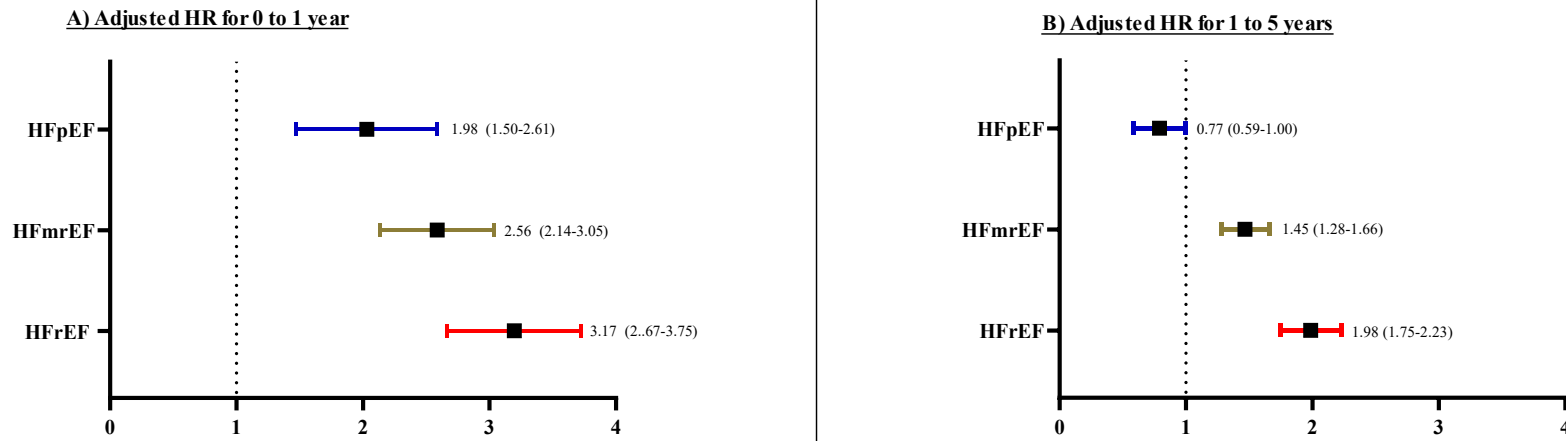 A) Adjusted HR for 0 to 1 year
HFpEF
1.98 (1.50-2.61)
HFmrEF
2.56 (2.14-3.05)
HFrEF
3.17 (2..67-3.75)
0 1 2 3 4
B) Adjusted HR for 1 to 5 years
HFpEF
0.77 (0.59-1.00)
HFmrEF
1.45 (1.28-1.66)
HFrEF
1.98 (1.75-2.23)
0 1 2 3 4